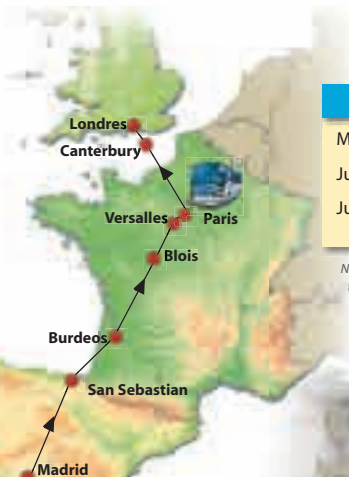 Londres
Canterbury
Versalles
Paris
Blois
Burdeos
San Sebastian
Madrid
M
Ju
Ju
N